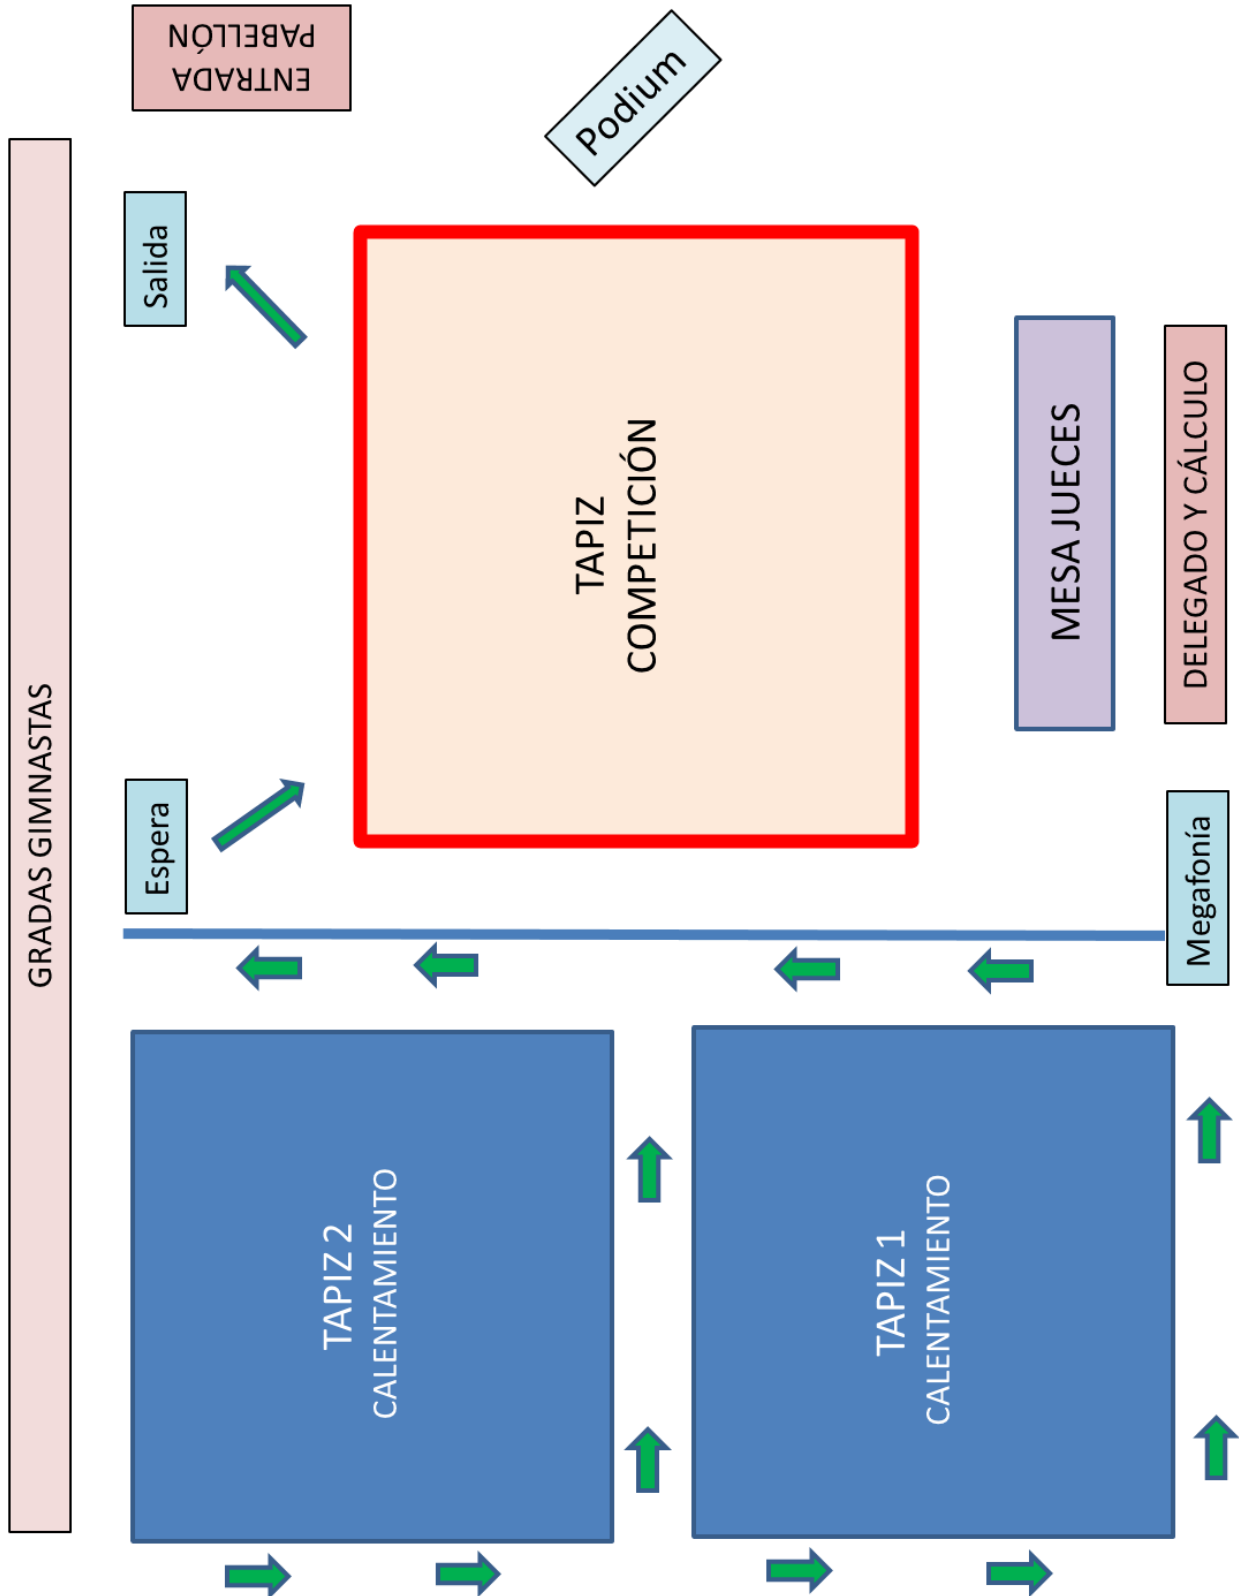 GRADAS GIMNASTAS
ENTRADA
PABELLÓN
Salida
Espera
Podium
TAPIZ
COMPETICIÓN
MESA JUECES
DELEGADO Y CÁLCULO
Megafonía
TAPIZ 2
CALENTAMIENTO
TAPIZ 1
CALENTAMIENTO